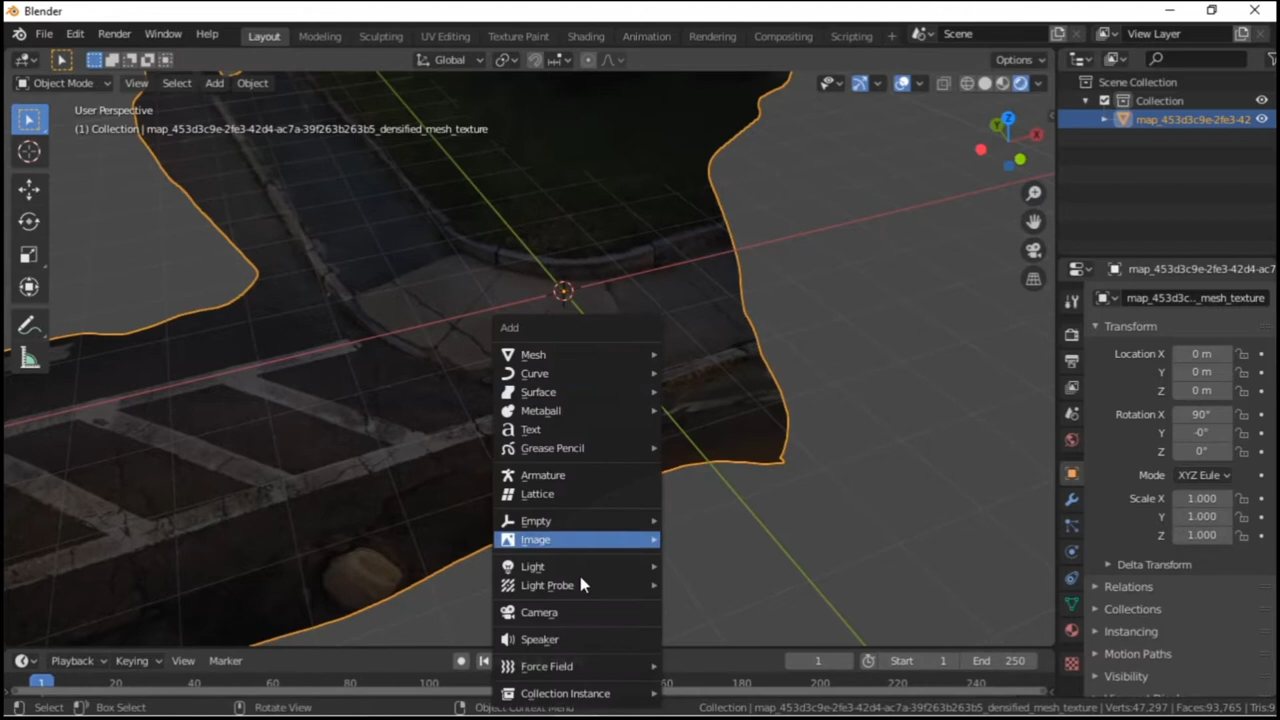 Blender
File Edit Render Window Help Layout Modeling Sculpting UV Editing Texture Paint Shading Animation Rendering Compositing Scripting + Scene View Layer
Global Options
Object Mode View Select Add Object
User Perspective
(1) Collection | map_453d3c9e-2fe3-42d4-ac7a-39f263b263b5_densified_mesh_texture
Scene Collection
Collection
map_453d3c9e-2fe3-42
Z
Y
X
map_453d3c9e-2fe3-42d4-ac7
map_453d3c.._mesh_texture
Transform
Location X 0 m
Y 0 m
Z 0 m
Rotation X 90°
Y -0°
Z 0°
Mode XYZ Eule
Scale X 1.000
Y 1.000
Z 1.000
Delta Transform
Relations
Collections
Instancing
Motion Paths
Visibility
Add
Mesh
Curve
Surface
Metaball
Text
Grease Pencil
Armature
Lattice
Empty
Image
Light
Light Probe
Camera
Speaker
Force Field
Collection Instance
Playback Keying View Marker 1 Start 1 End 250
1 20 40 60 80 100 160 180 200 220 240
Select Box Select Rotate View Object Context Menu Collection | map_453d3c9e-2fe3-42d4-ac7a-39f263b263b5_densified_mesh_texture | Verts:47,297 | Faces:93,765 | Tris:9